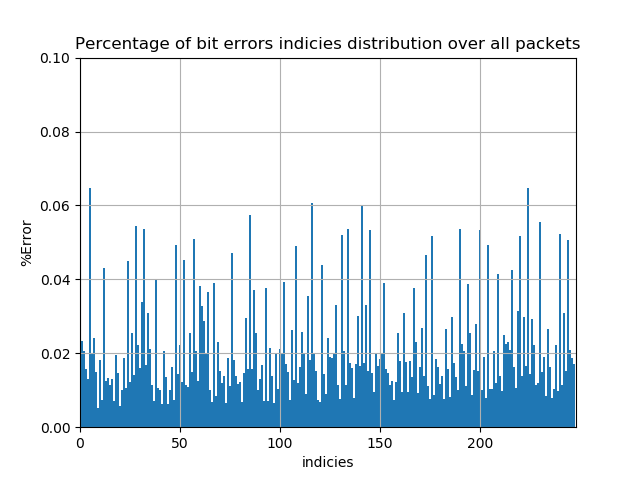 Percentage of bit errors indicies distribution over all packets
0.10
0.08
0.06
0.04
0.02
0.00
%Error
0 50 100 150 200
indicies